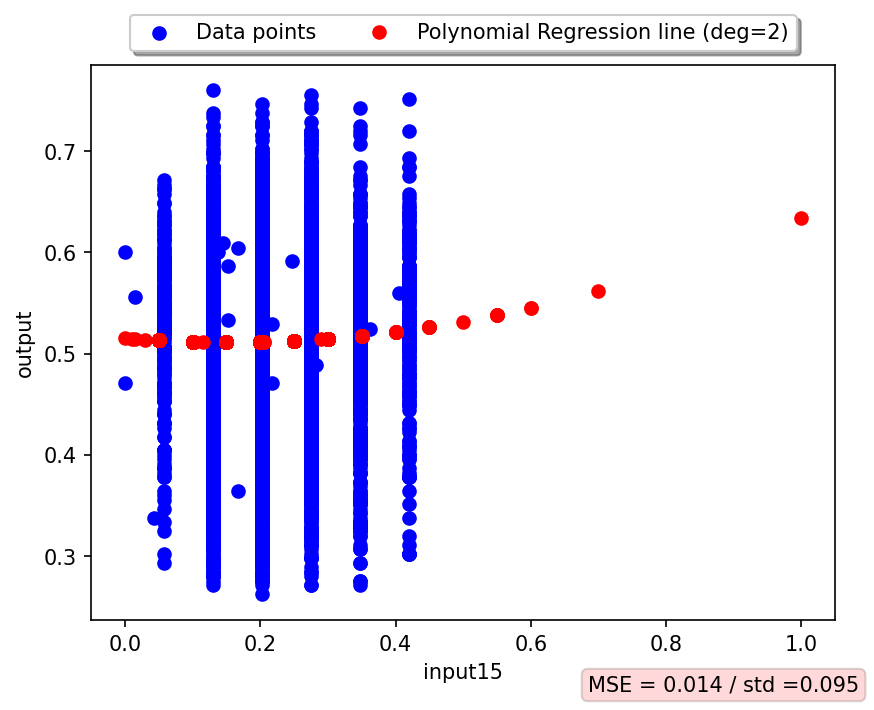 Data points
Polynomial Regression line (deg=2)
output
0.7
0.6
0.5
0.4
0.3
0.0 0.2 0.4 0.6 0.8 1.0
input15
MSE = 0.014 / std =0.095